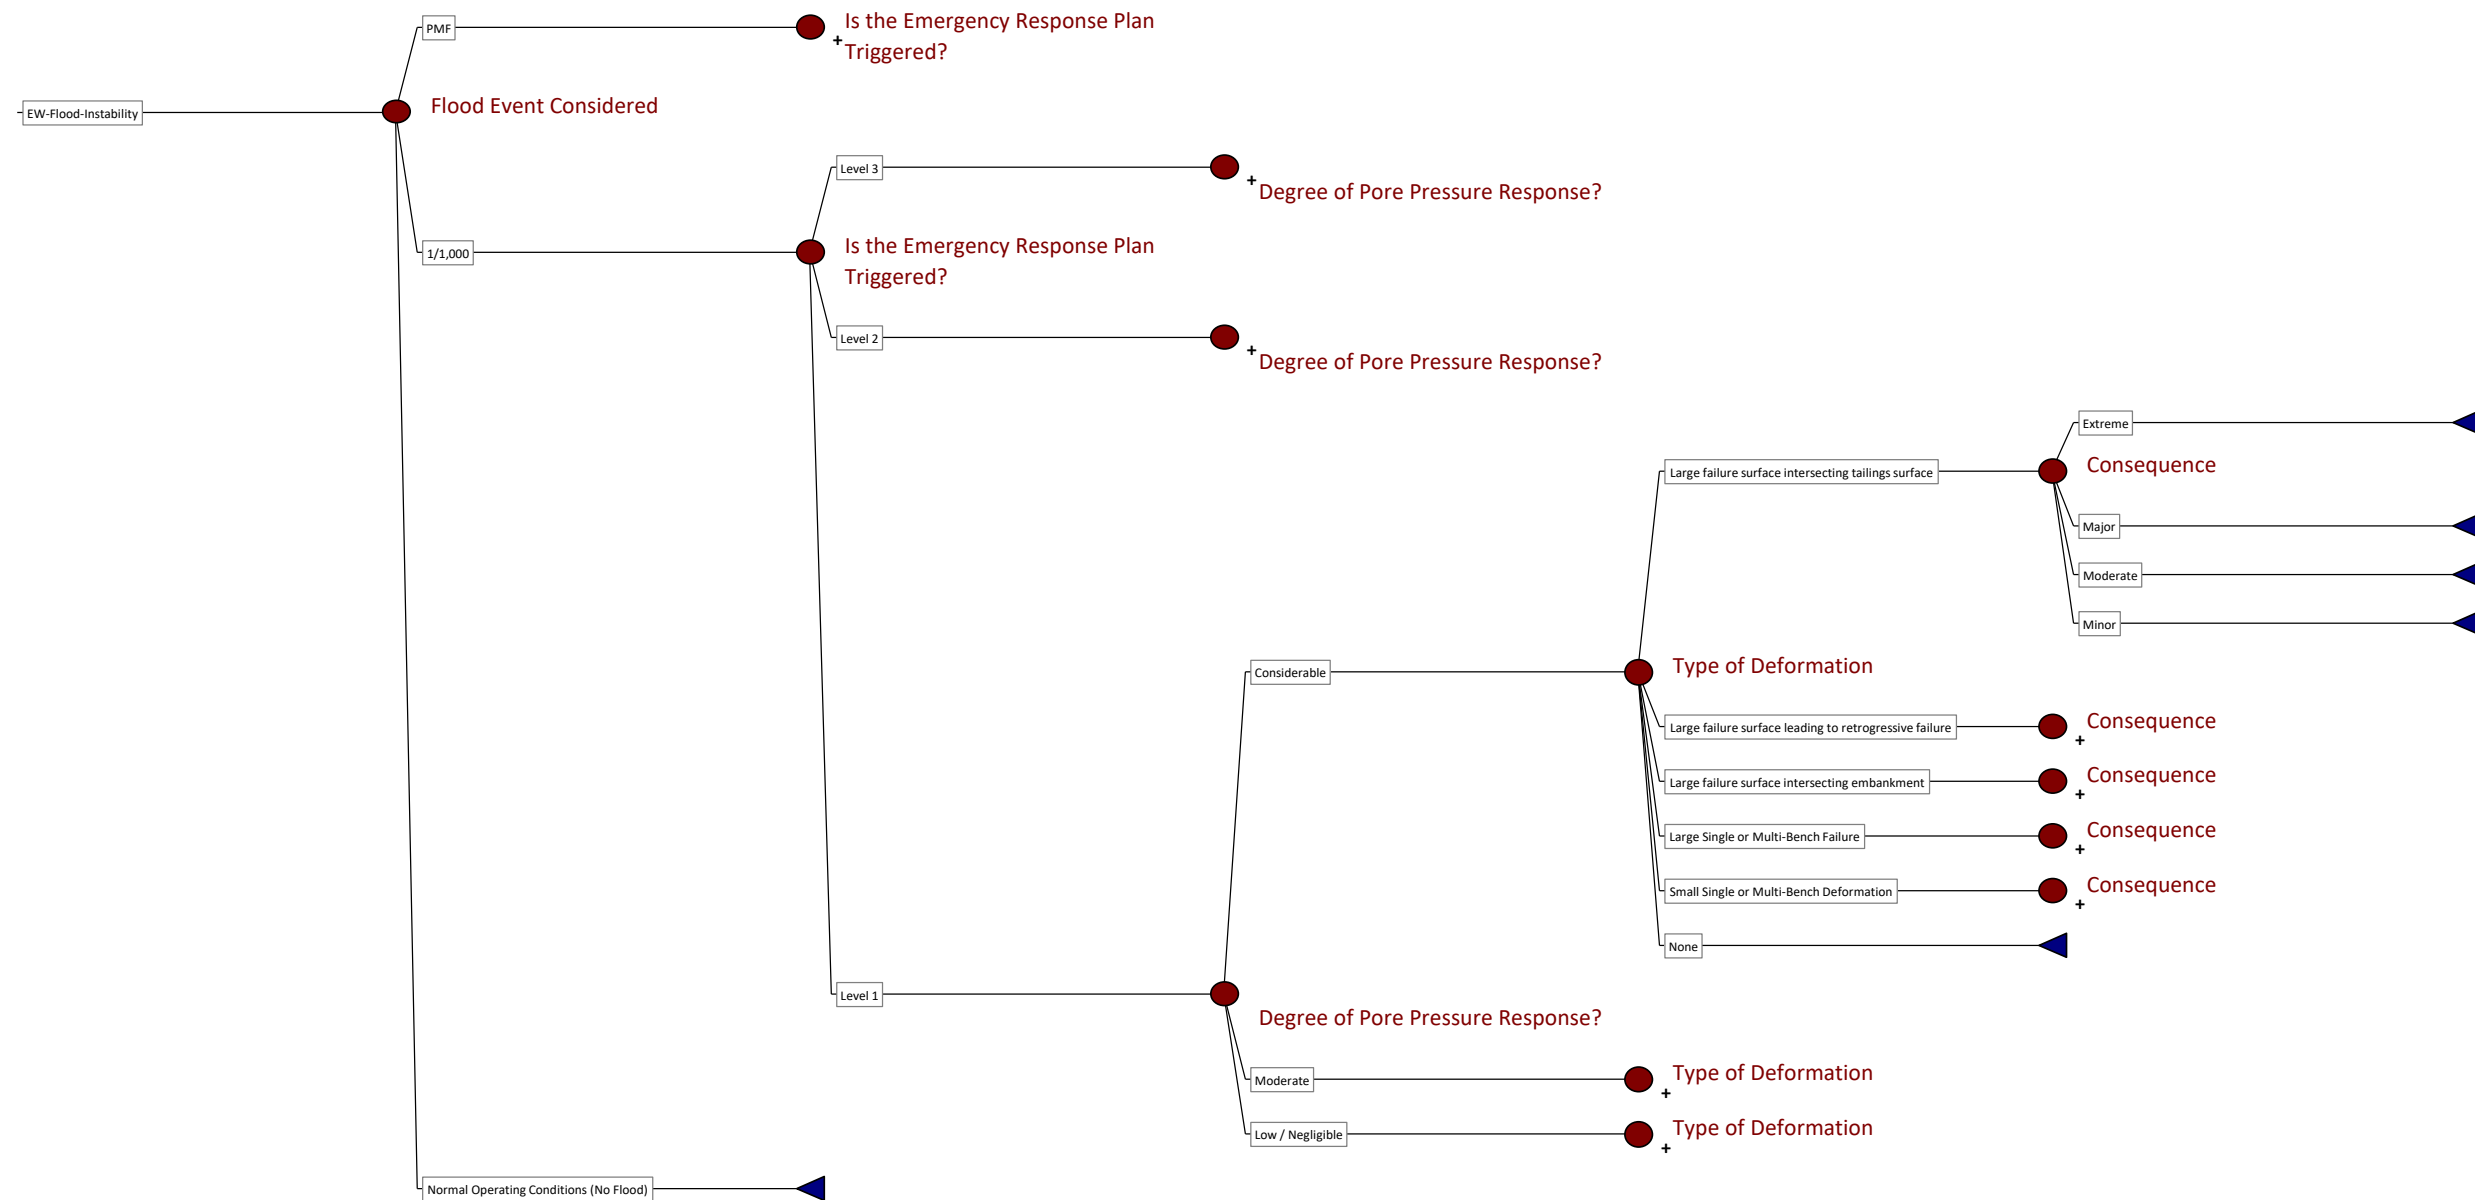 Is the Emergency Response Plan
Triggered?
+
PMF
Flood Event Considered
EW-Flood-Instability
Level 3
+
Degree of Pore Pressure Response?
1/1,000
Is the Emergency Response Plan
Triggered?
Level 2
+
Degree of Pore Pressure Response?
Extreme
Large failure surface intersecting tailings surface
Consequence
Major
Moderate
Minor
Considerable
Type of Deformation
Large failure surface leading to retrogressive failure
Consequence
+
Large failure surface intersecting embankment
Consequence
+
Large Single or Multi-Bench Failure
Consequence
+
Small Single or Multi-Bench Deformation
Consequence
+
None
Level 1
Degree of Pore Pressure Response?
Moderate
Type of Deformation
+
Low / Negligible
Type of Deformation
+
Normal Operating Conditions (No Flood)